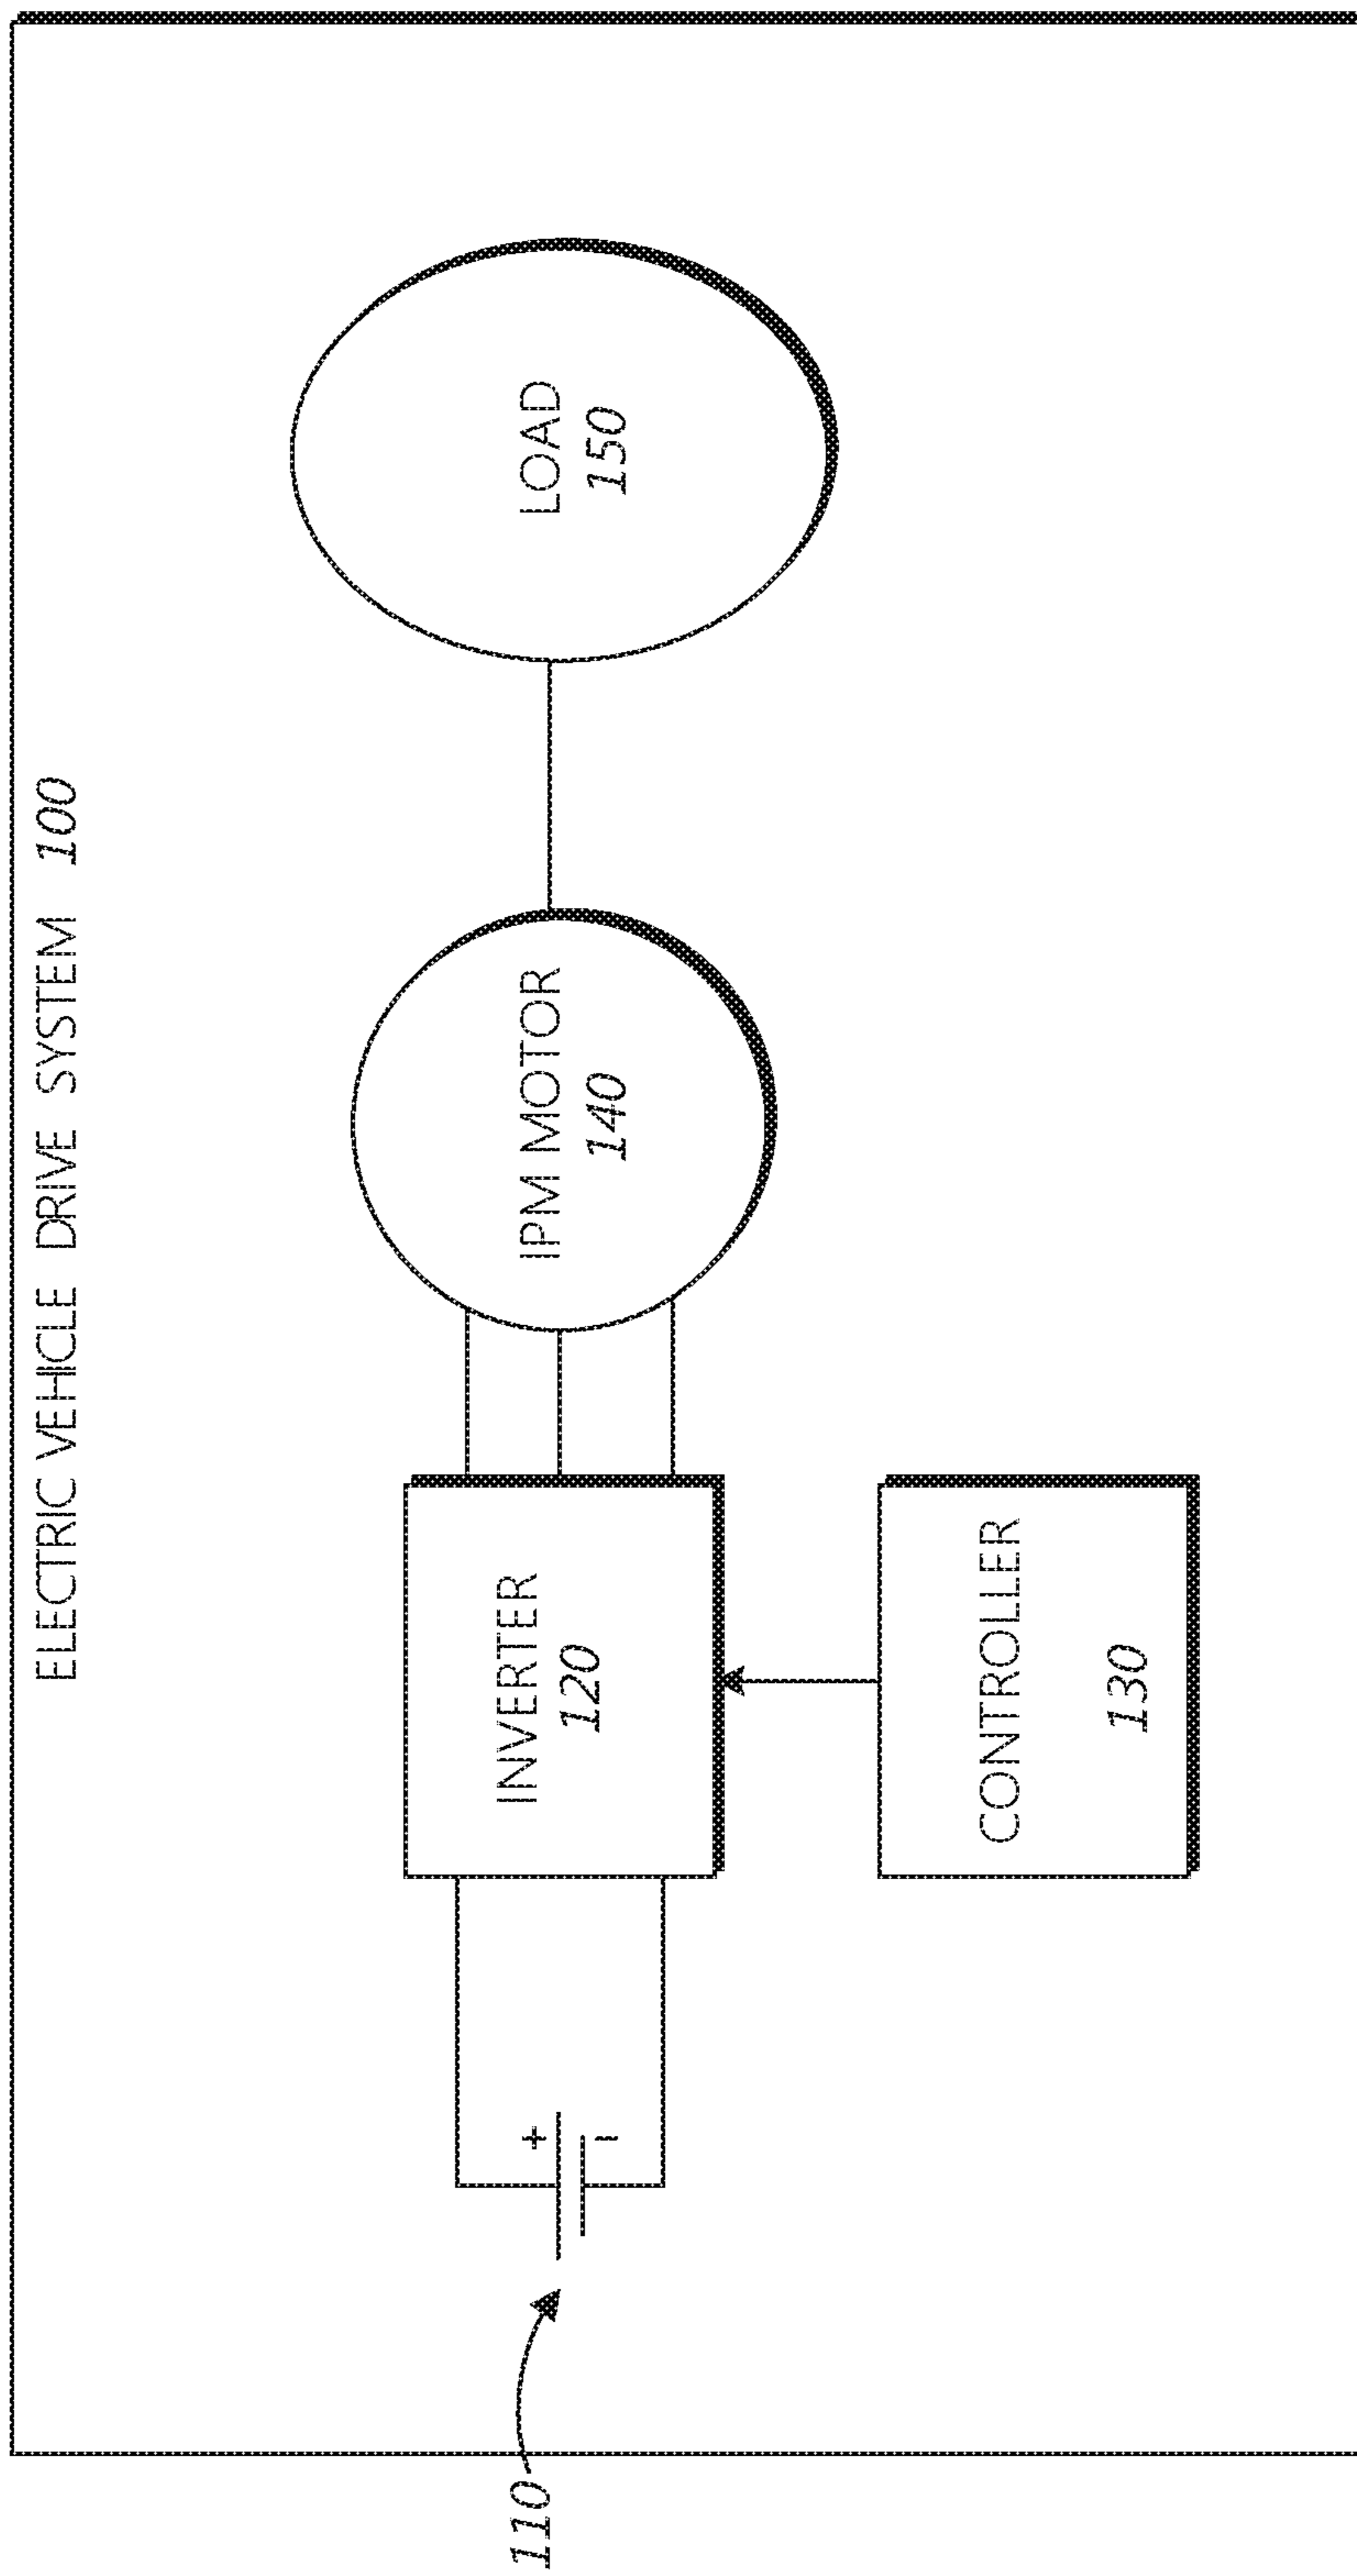 ELECTRIC VEHICLE DRIVE SYSTEM 100
110
+
−
INVERTER
120
IPM MOTOR
140
LOAD
150
CONTROLLER
130